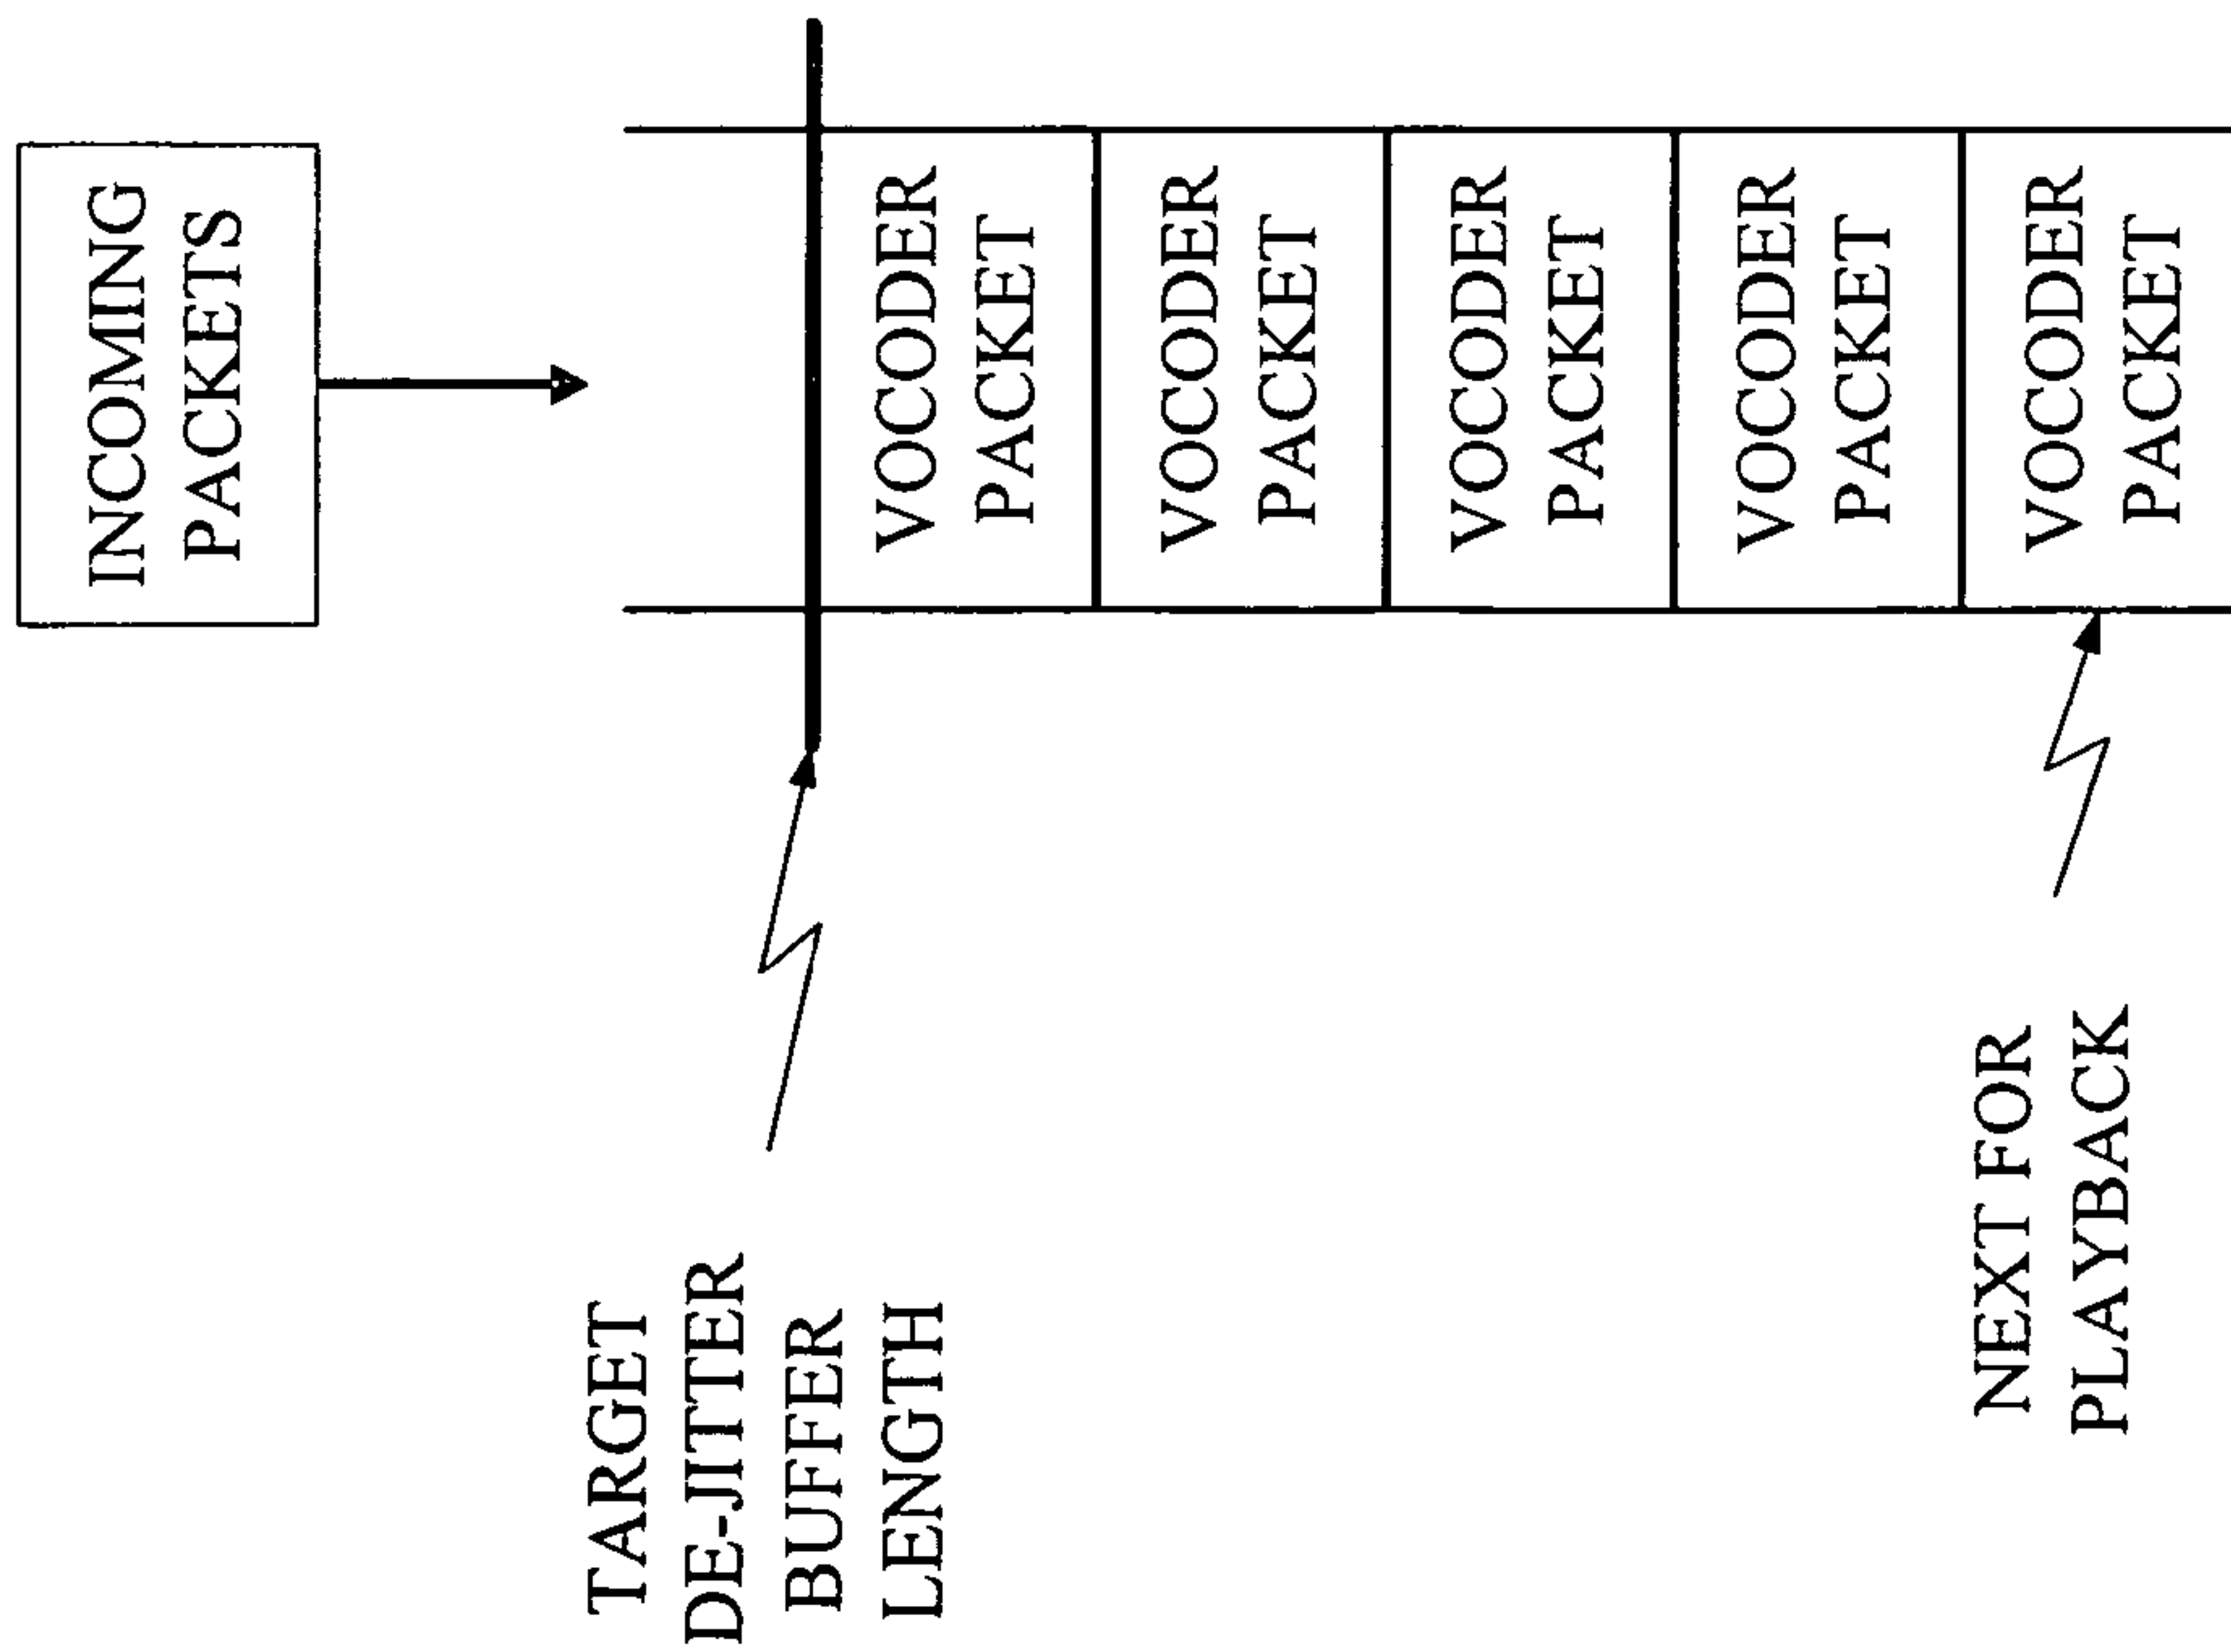 INCOMING
PACKETS
TARGET
DE-JITTER
BUFFER
LENGTH
VOCODER
PACKET
VOCODER
PACKET
VOCODER
PACKET
VOCODER
PACKET
VOCODER
PACKET
NEXT FOR
PLAYBACK